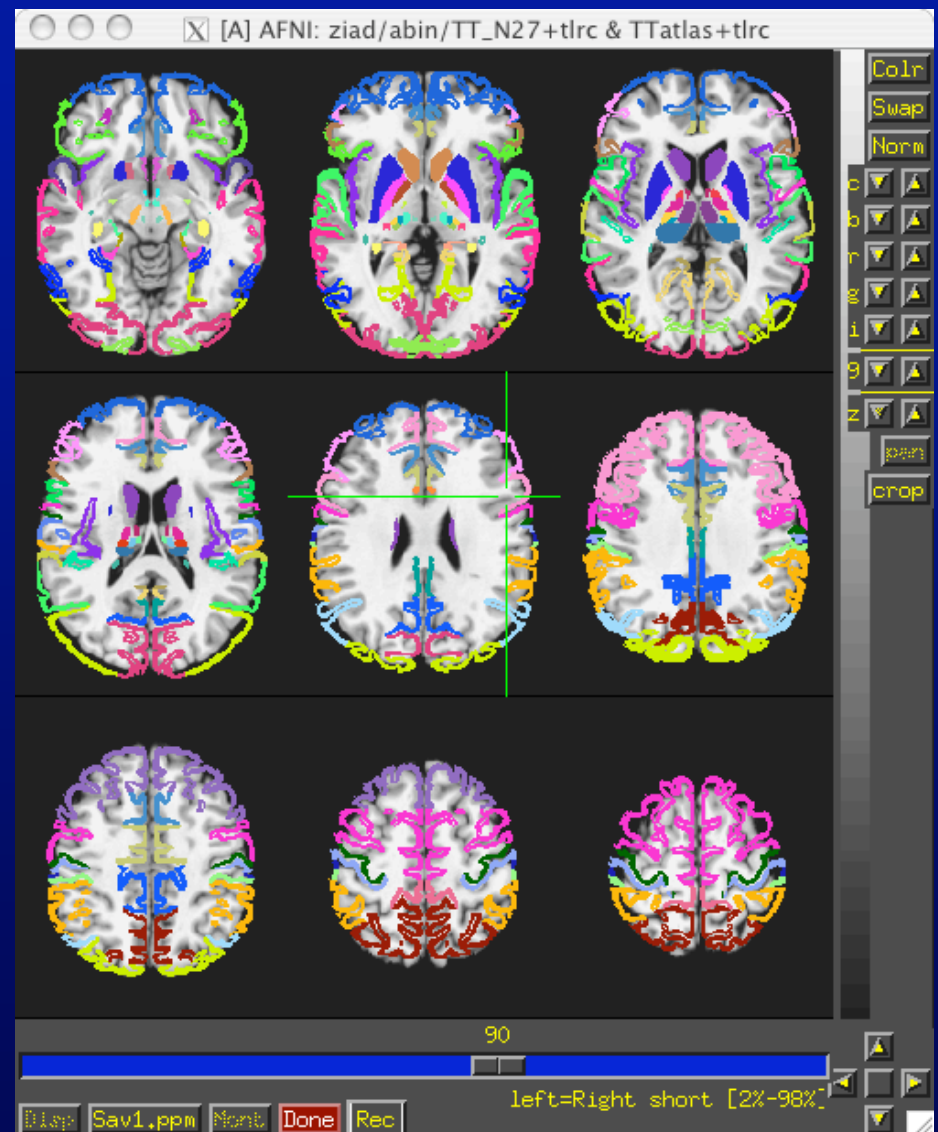 X [A] AFNI: ziad/abin/TT_N27+tlrc & TTatlas+tlrc
Colr
Swap
Norm
c
b
r
g
i
9
z
pan
crop
90
left=Right short [2%-98%]
Disp Sav1.ppm Mont Done Rec